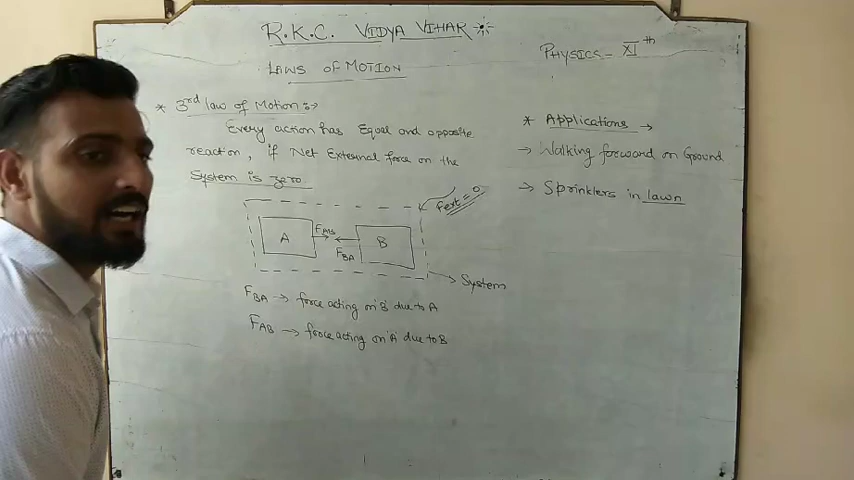 R.K.C. VIDYA VIHAR
PHYSICS - XIth
LAWS OF MOTION
* 3rd law of Motion :→
Every action has Equal and opposite
reaction, if Net External force on the
System is zero
Fext = 0
A
FAB
FBA
B
System
FBA → force acting on 'B' due to A
FAB → force acting on 'A' due to B
* Applications →
→ Walking forward on Ground
→ Sprinklers in lawn